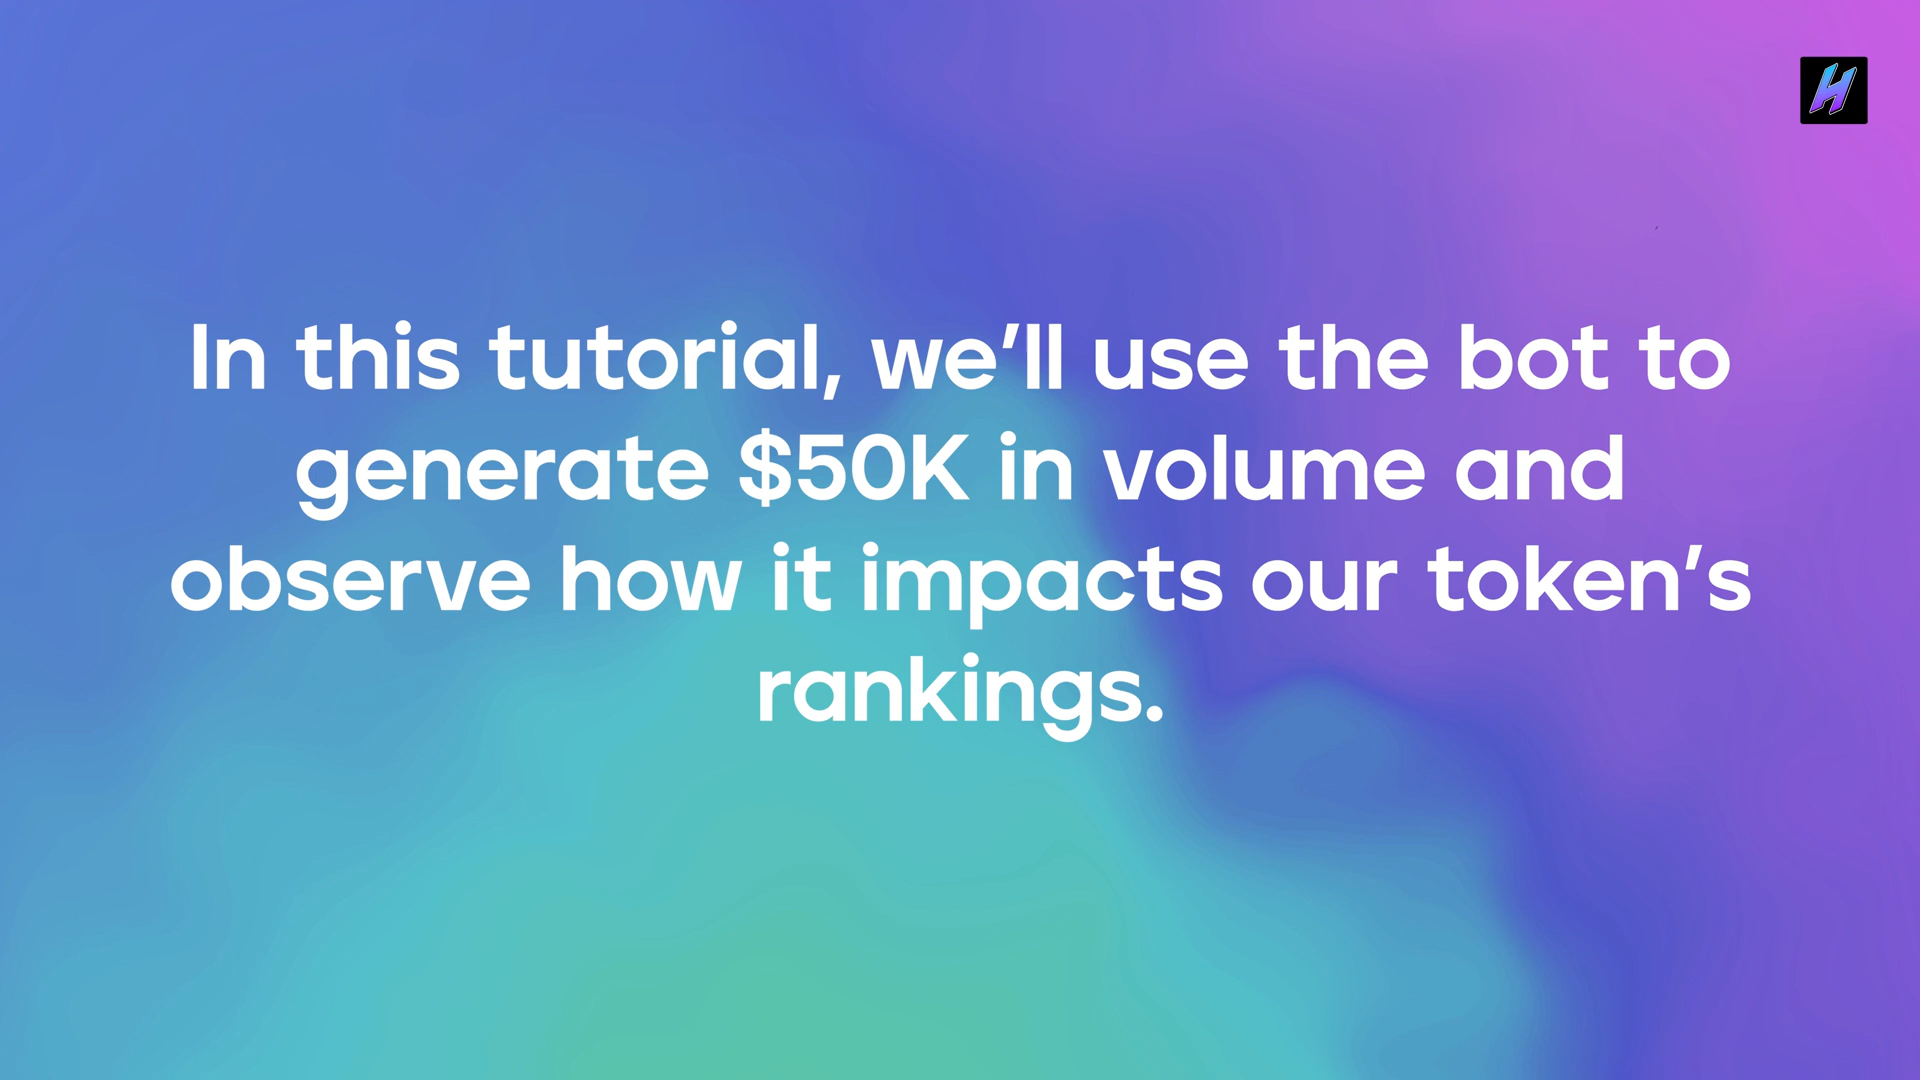 In this tutorial, we’ll use the bot to
generate $50K in volume and
observe how it impacts our token’s
rankings.